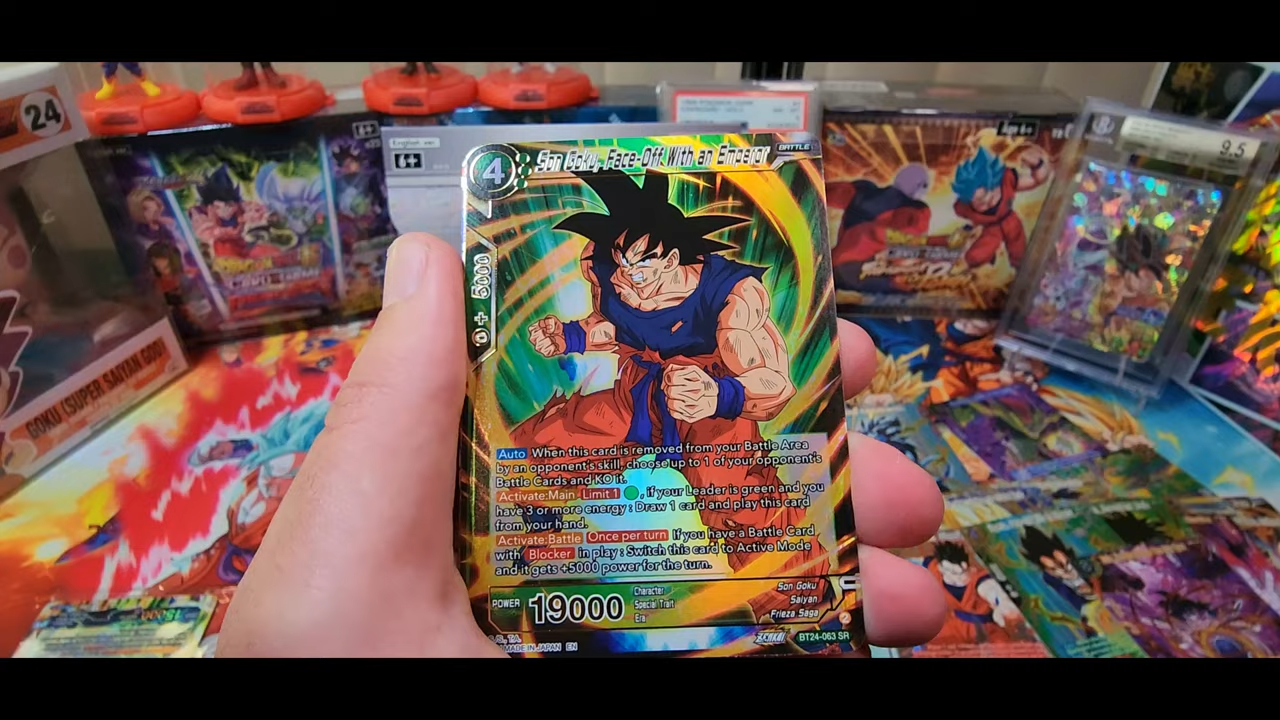 24
English ver.
9.5
4
Son Goku, Face-Off With an Emperor
BATTLE
0 + 5000
GOKU (SUPER SAIYAN GOD)
Auto When this card is removed from your Battle Area
by an opponent's skill, choose up to 1 of your opponent's
Battle Cards and KO it.
Activate:Main Limit 1 , if your Leader is green and you
have 3 or more energy : Draw 1 card and play this card
from your hand.
Activate:Battle Once per turn If you have a Battle Card
with Blocker in play : Switch this card to Active Mode
and it gets +5000 power for the turn.
POWER 19000
Character Son Goku
Special Trait Saiyan
Era Frieza Saga
MADE IN JAPAN EN
BT24-063 SR
15000